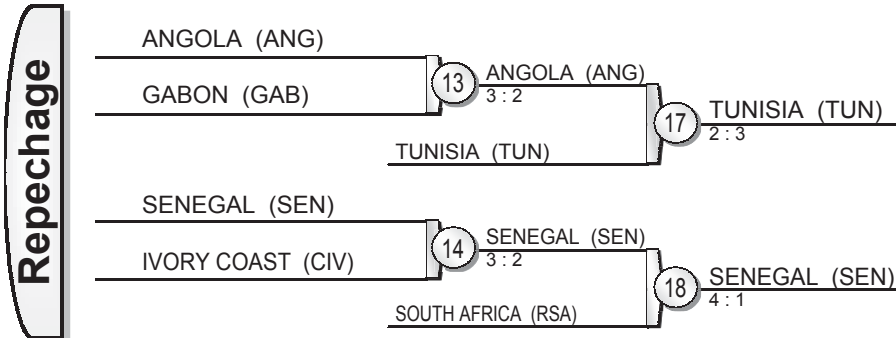 Repechage
ANGOLA (ANG)
GABON (GAB)
13
ANGOLA (ANG)
3 : 2
TUNISIA (TUN)
17
TUNISIA (TUN)
2 : 3
SENEGAL (SEN)
IVORY COAST (CIV)
14
SENEGAL (SEN)
3 : 2
SOUTH AFRICA (RSA)
18
SENEGAL (SEN)
4 : 1